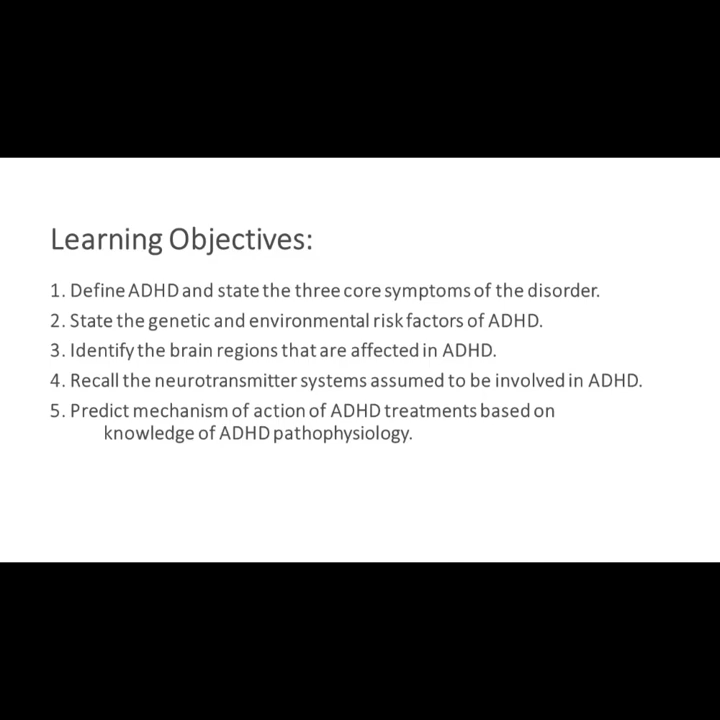 Learning Objectives:
1. Define ADHD and state the three core symptoms of the disorder.
2. State the genetic and environmental risk factors of ADHD.
3. Identify the brain regions that are affected in ADHD.
4. Recall the neurotransmitter systems assumed to be involved in ADHD.
5. Predict mechanism of action of ADHD treatments based on
knowledge of ADHD pathophysiology.